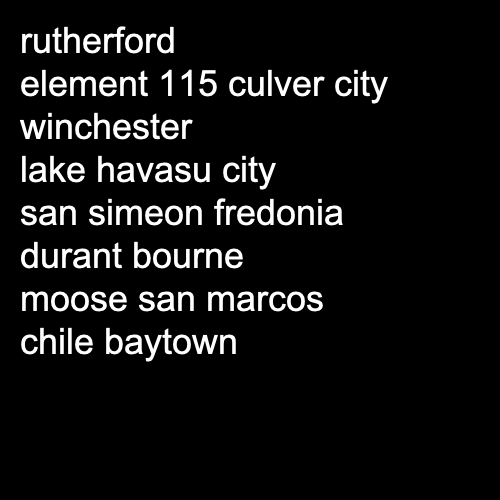 rutherford
element 115 culver city
winchester
lake havasu city
san simeon fredonia
durant bourne
moose san marcos
chile baytown